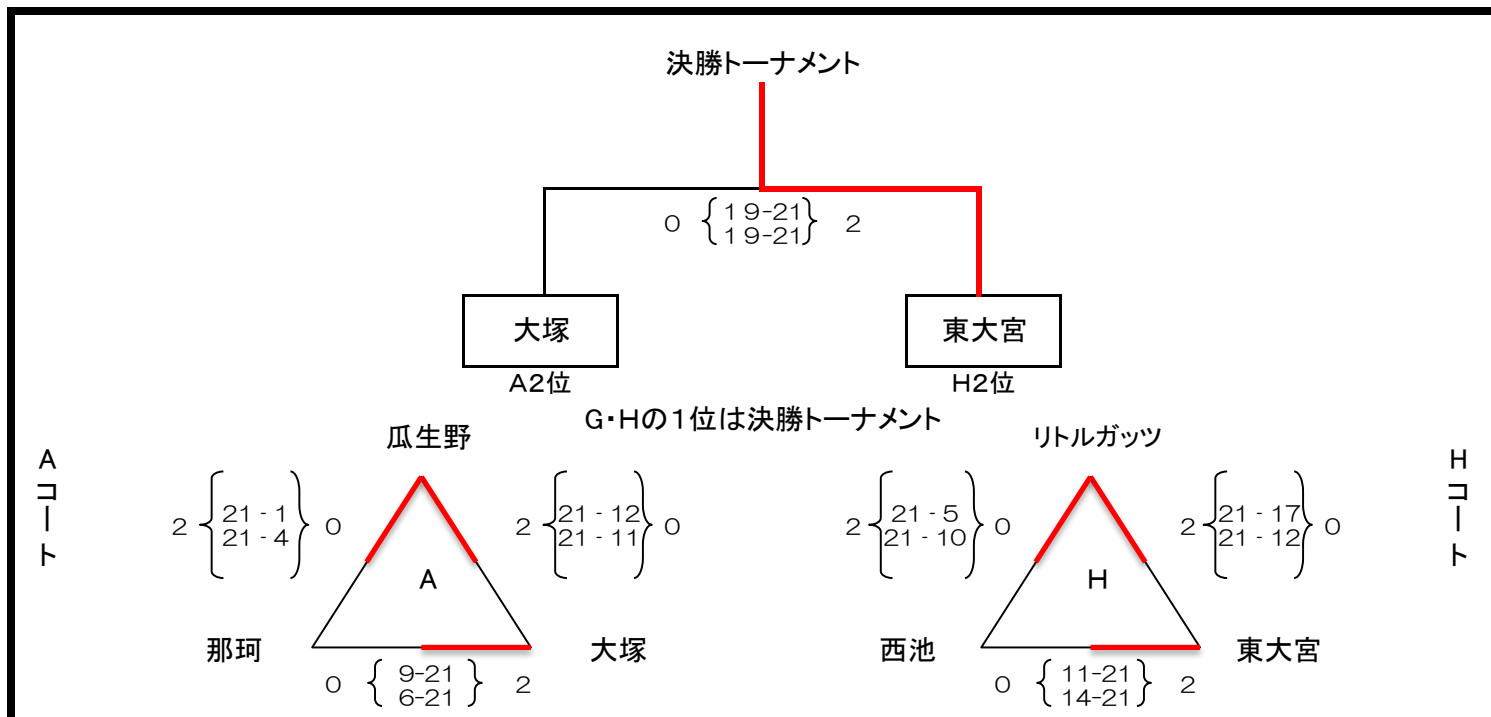 決勝トーナメント
0 { 19-21 } 2
19-21
大塚 東大宮
A2位 H2位
G・Hの1位は決勝トーナメント
瓜生野 リトルガッツ
Aコート
Hコート
2 { 21 - 1 } 0 2 { 21 - 12 } 0 2 { 21 - 5 } 0 2 { 21 - 17 } 0
21 - 4 21 - 11 21 - 10 21 - 12
A H
那珂 大塚 西池 東大宮
0 { 9-21 } 2 0 { 11-21 } 2
6-21 14-21